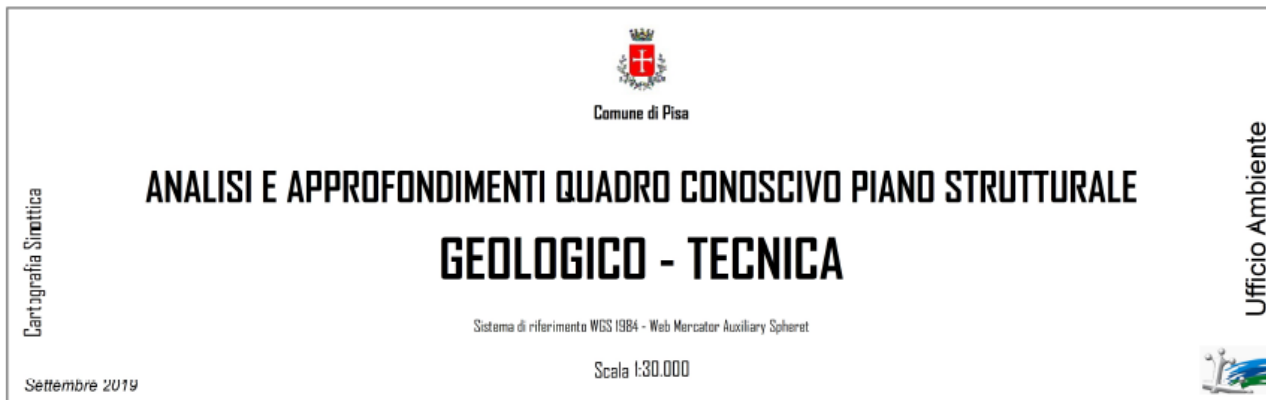 Comune di Pisa
ANALISI E APPROFONDIMENTI QUADRO CONOSCIVO PIANO STRUTTURALE
GEOLOGICO - TECNICA
Sistema di riferimento WGS 1984 - Web Mercator Auxiliary Spheret
Scala 1:30.000
Cartografia Sinottica
Settembre 2019
Ufficio Ambiente